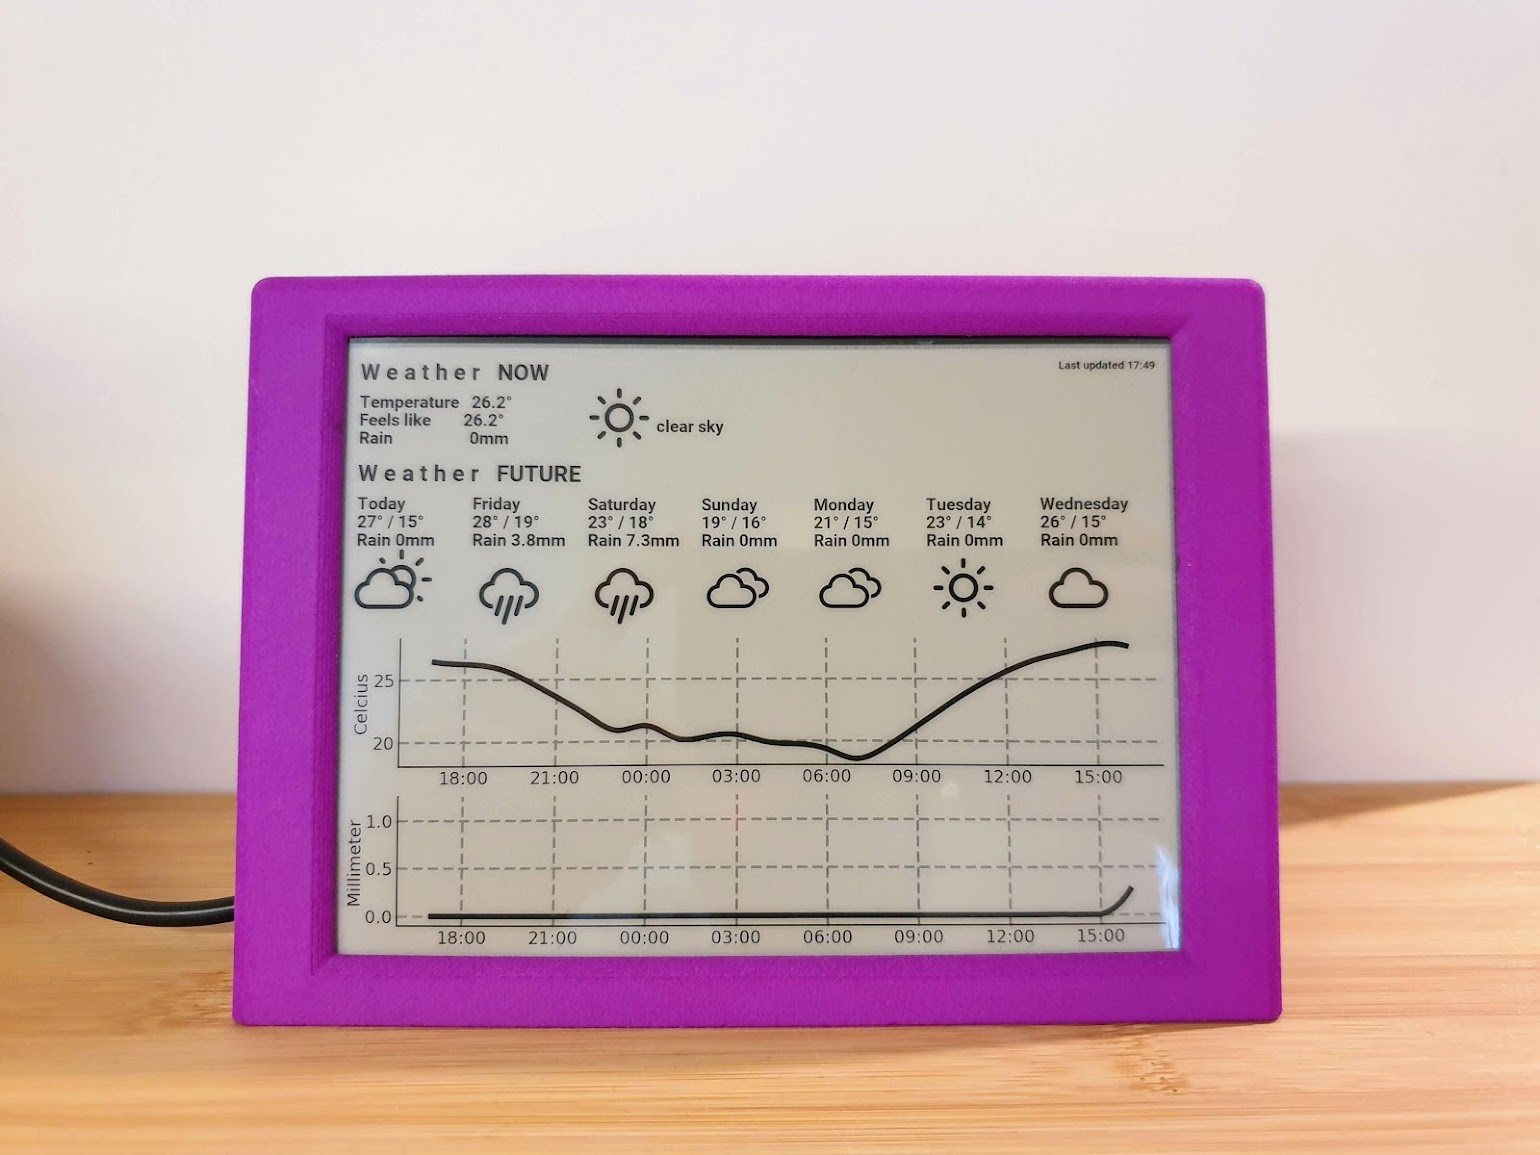 Weather NOW
Last updated 17:49
Temperature 26.2°
Feels like 26.2°
Rain 0mm
clear sky
Weather FUTURE
Today Friday Saturday Sunday Monday Tuesday Wednesday
27° / 15° 28° / 19° 23° / 18° 19° / 16° 21° / 15° 23° / 14° 26° / 15°
Rain 0mm Rain 3.8mm Rain 7.3mm Rain 0mm Rain 0mm Rain 0mm Rain 0mm
Celcius
25
20
18:00 21:00 00:00 03:00 06:00 09:00 12:00 15:00
Millimeter
1.0
0.5
0.0
18:00 21:00 00:00 03:00 06:00 09:00 12:00 15:00